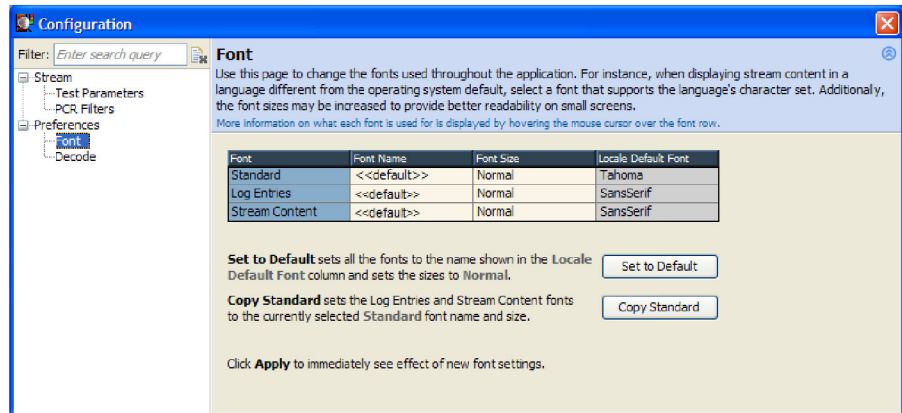 Configuration
Filter: Enter search query
Stream
Test Parameters
PCR Filters
Preferences
Font
Decode
Font
Use this page to change the fonts used throughout the application. For instance, when displaying stream content in a
language different from the operating system default, select a font that supports the language's character set. Additionally,
the font sizes may be increased to provide better readability on small screens.
More information on what each font is used for is displayed by hovering the mouse cursor over the font row.
Font Font Name Font Size Locale Default Font
Standard <<default>> Normal Tahoma
Log Entries <<default>> Normal SansSerif
Stream Content <<default>> Normal SansSerif
Set to Default sets all the fonts to the name shown in the Locale
Default Font column and sets the sizes to Normal.
Set to Default
Copy Standard sets the Log Entries and Stream Content fonts
to the currently selected Standard font name and size.
Copy Standard
Click Apply to immediately see effect of new font settings.